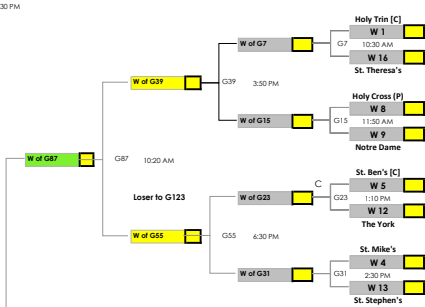 30 PM
Holy Trin [C]
W 1
W of G7
G7
10:30 AM
W 16
St. Theresa's
W of G39
G39
3:50 PM
Holy Cross (P)
W 8
W of G15
G15
11:50 AM
W 9
Notre Dame
W of G87
G87
10:20 AM
St. Ben's [C]
C
W 5
Loser to G123
W of G23
G23
1:10 PM
W 12
The York
W of G55
G55
6:30 PM
St. Mike's
W 4
W of G31
G31
2:30 PM
W 13
St. Stephen's